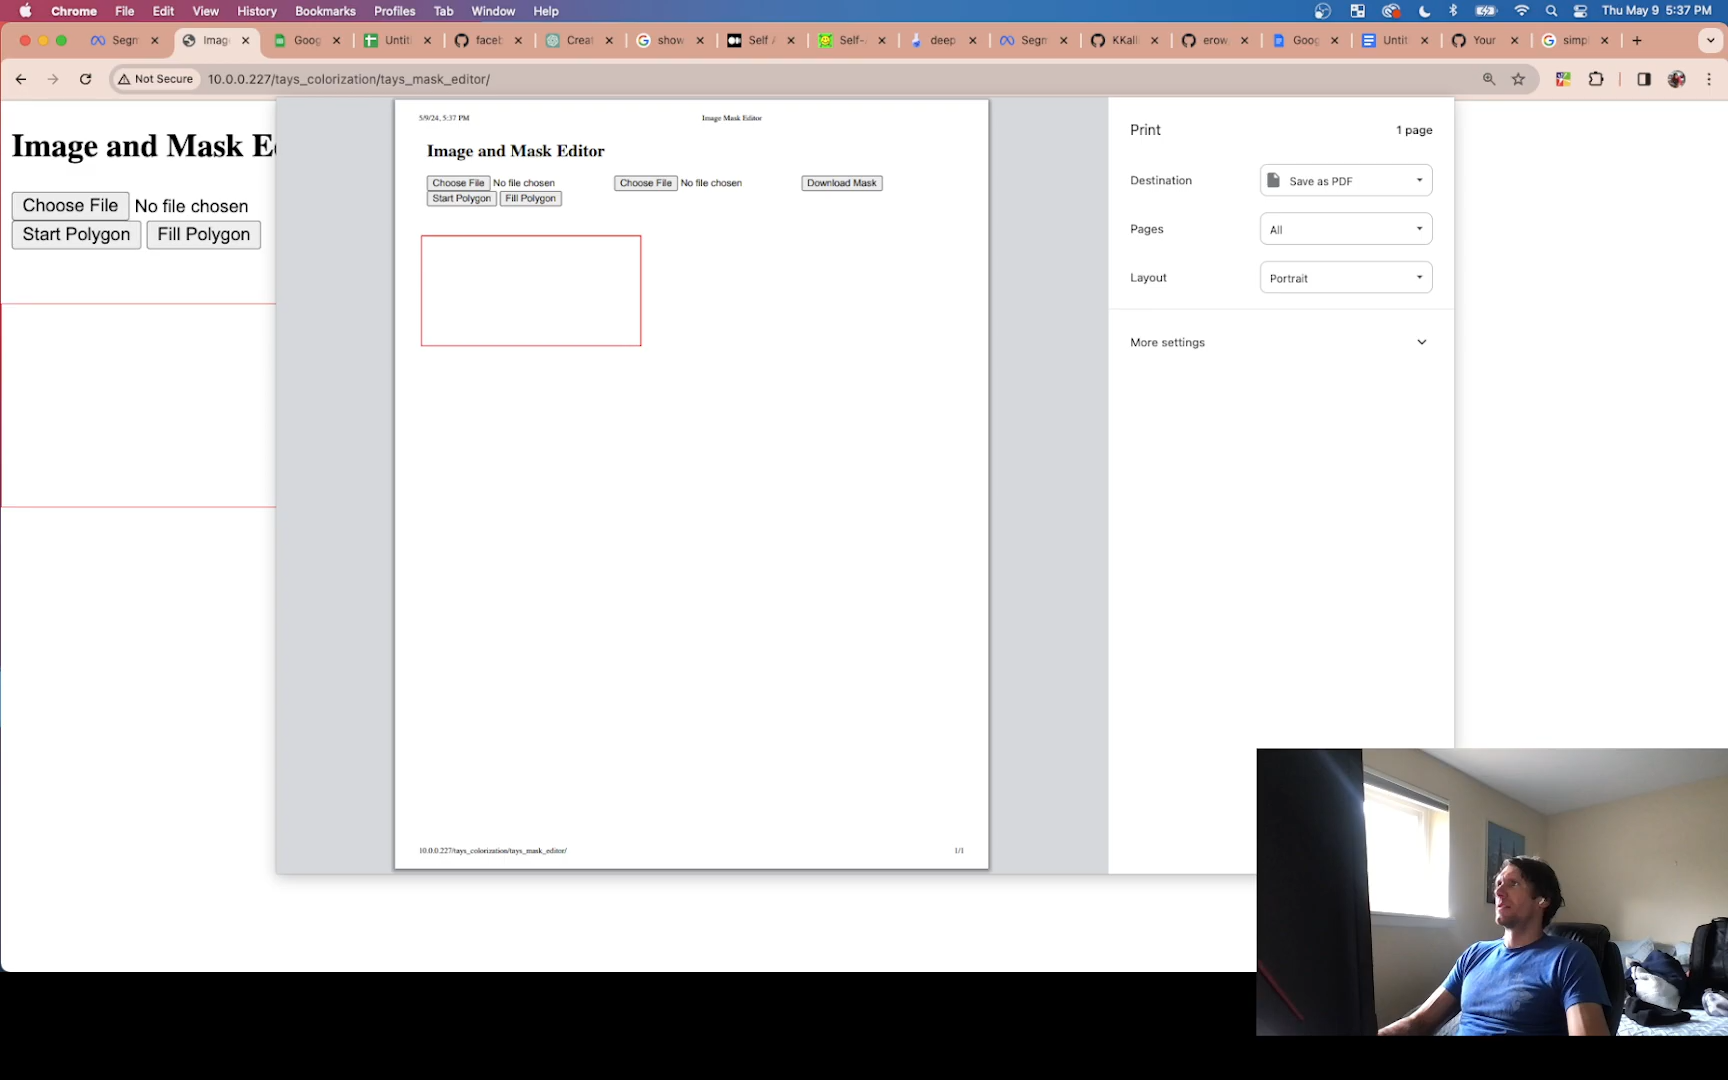 Chrome File Edit View History Bookmarks Profiles Tab Window Help Thu May 9 5:37 PM
Segn Imag Goog Untit faceb Creat show Self A Self- deep Segn KKall erow Goog Untit Your simpl
Not Secure 10.0.0.227/tays_colorization/tays_mask_editor/
Image and Mask E
Choose File No file chosen
Start Polygon Fill Polygon
5/9/24, 5:37 PM Image Mask Editor
Image and Mask Editor
Choose File No file chosen Choose File No file chosen Download Mask
Start Polygon Fill Polygon
10.0.0.227/tays_colorization/tays_mask_editor/ 1/1
Print 1 page
Destination Save as PDF
Pages All
Layout Portrait
More settings